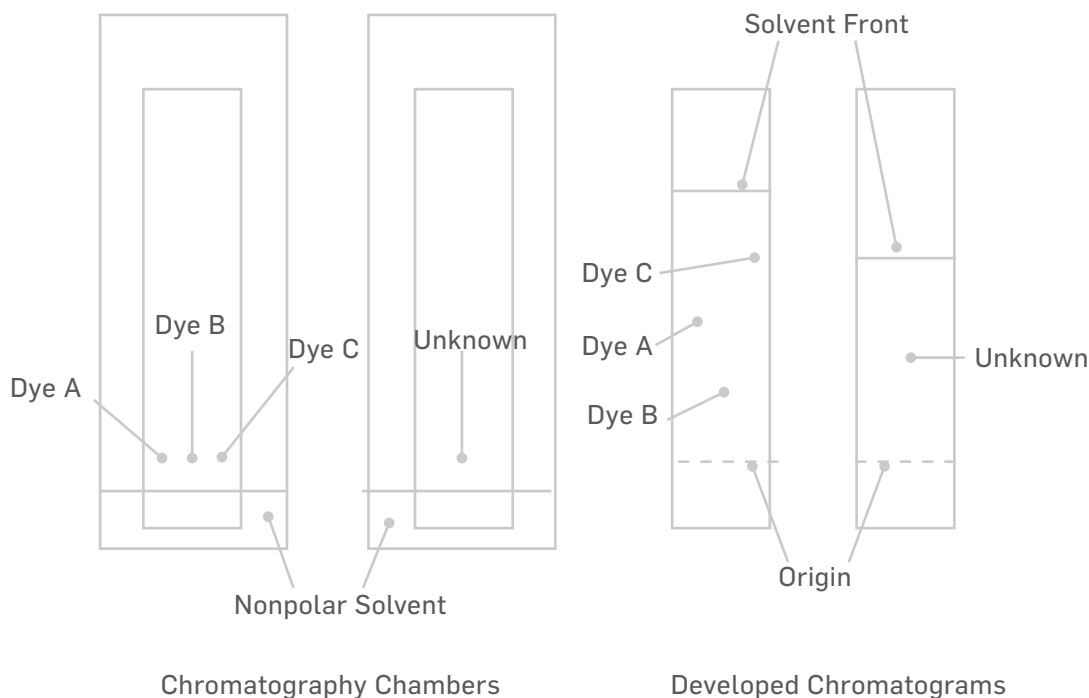 Solvent Front
Dye C
Dye B
Unknown
Dye C
Dye A
Dye A
Unknown
Dye B
Origin
Nonpolar Solvent
Chromatography Chambers
Developed Chromatograms